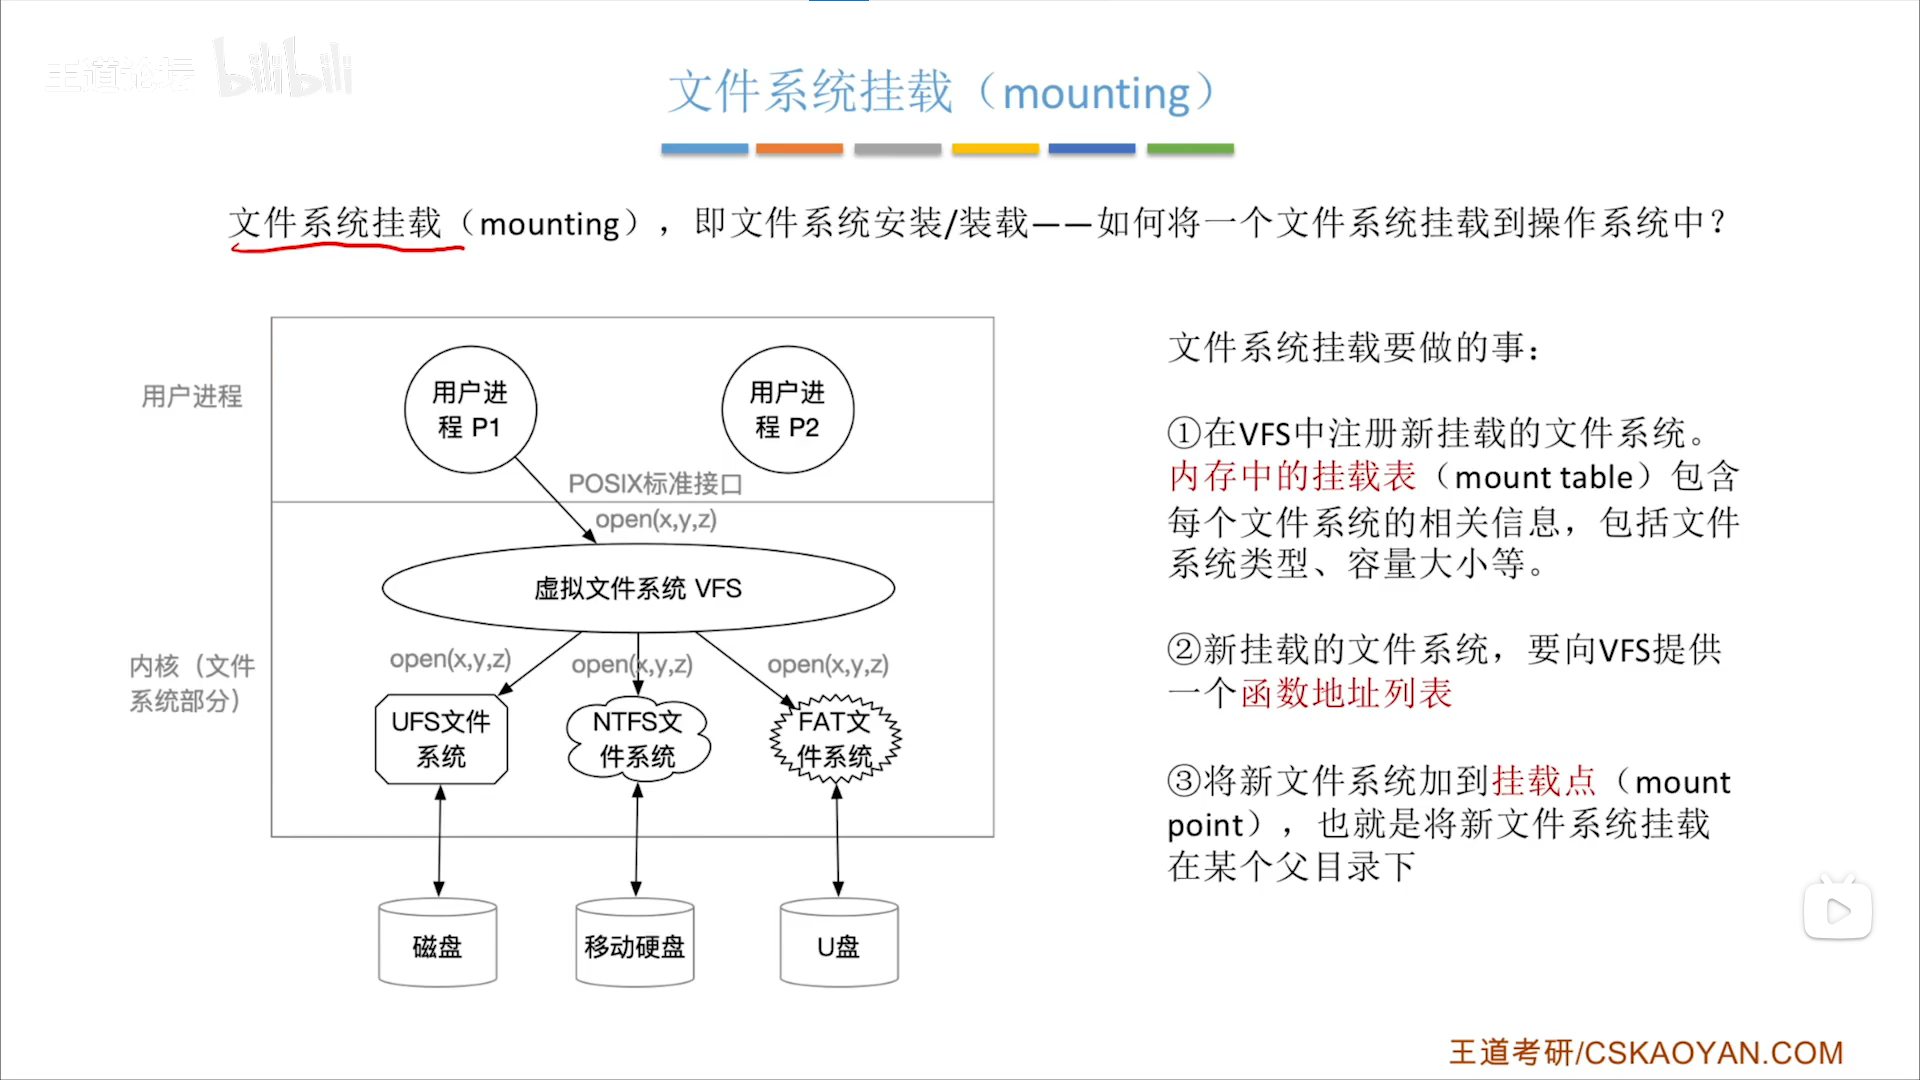 王道论坛 bilibili
文件系统挂载（mounting）
文件系统挂载（mounting），即文件系统安装/装载——如何将一个文件系统挂载到操作系统中？
用户进程
用户进
程 P1
用户进
程 P2
POSIX标准接口
open(x,y,z)
虚拟文件系统 VFS
内核（文件
系统部分）
open(x,y,z)
open(x,y,z)
open(x,y,z)
UFS文件
系统
NTFS文
件系统
FAT文
件系统
磁盘
移动硬盘
U盘
文件系统挂载要做的事：
①在VFS中注册新挂载的文件系统。
内存中的挂载表（mount table）包含
每个文件系统的相关信息，包括文件
系统类型、容量大小等。
②新挂载的文件系统，要向VFS提供
一个函数地址列表
③将新文件系统加到挂载点（mount
point），也就是将新文件系统挂载
在某个父目录下
王道考研/CSKAOYAN.COM